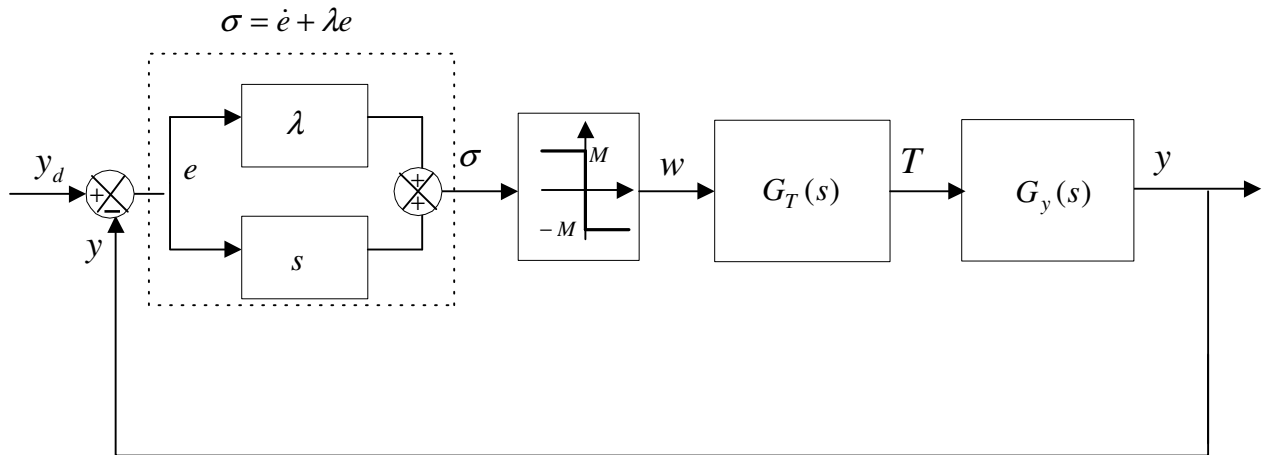 σ = ė + λe
λ
y_d
+
−
e
y
s
+
+
σ
M
− M
w
G_T(s)
T
G_y(s)
y